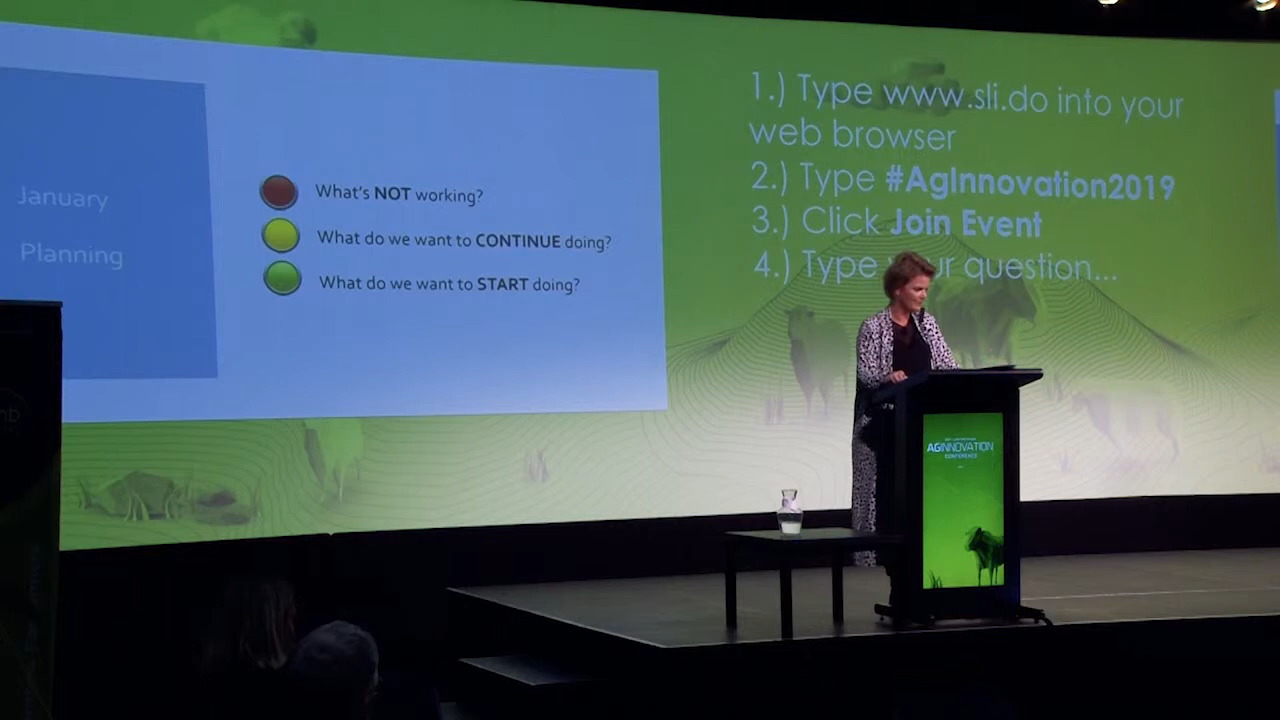 January
Planning
What's NOT working?
What do we want to CONTINUE doing?
What do we want to START doing?
1.) Type www.sli.do into your
web browser
2.) Type #AgInnovation2019
3.) Click Join Event
4.) Type ur question...
AGINNOVATION
CONFERENCE